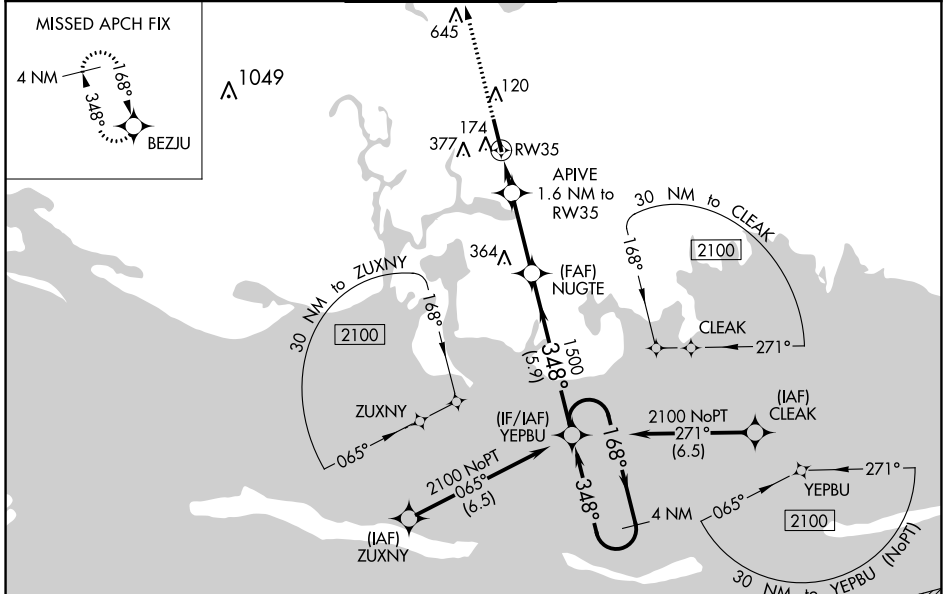 MISSED APCH FIX
4 NM
168°
348°
BEZJU
1049
645
120
174
377
RW35
APIVE
1.6 NM to
RW35
364
(FAF)
NUGTE
30 NM to CLEAK
2100
168°
CLEAK
271°
30 NM to ZUXNY
2100
168°
ZUXNY
065°
1500
348°
(5.9)
(IF/IAF)
YEPBU
2100 NoPT
271°
(6.5)
(IAF)
CLEAK
2100 NoPT
065°
(6.5)
(IAF)
ZUXNY
168°
348°
4 NM
271°
065°
YEPBU
2100
30 NM to YEPBU (NoPT)